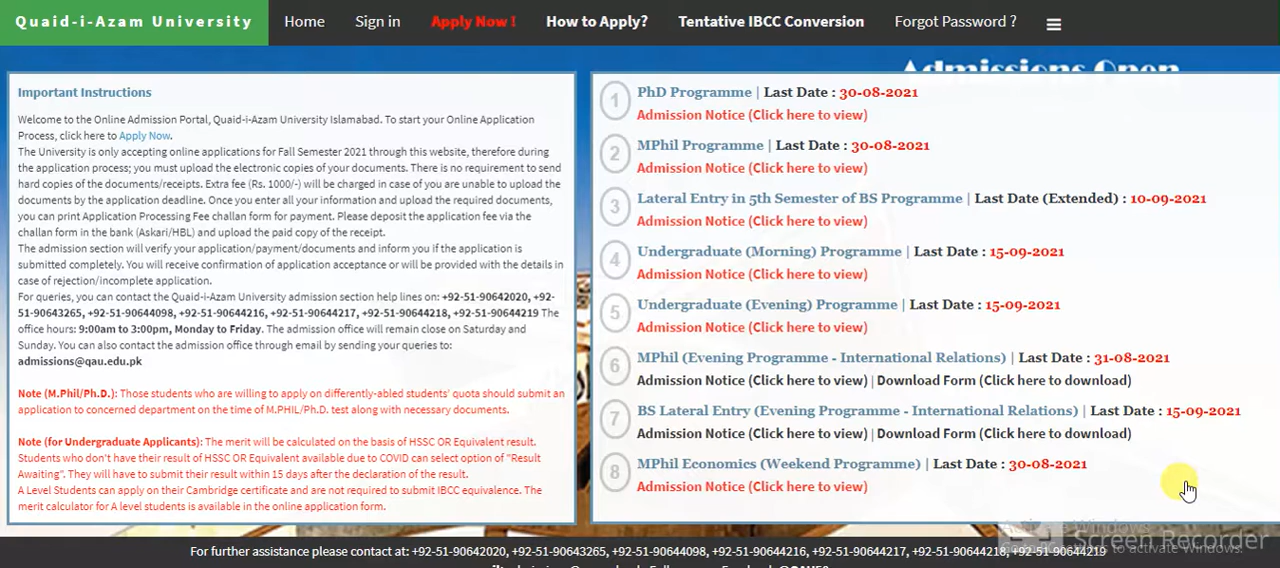 Quaid-i-Azam University
Home Sign in Apply Now ! How to Apply? Tentative IBCC Conversion Forgot Password ?
Admissions Open
Important Instructions
Welcome to the Online Admission Portal, Quaid-i-Azam University Islamabad. To start your Online Application
Process, click here to Apply Now.
The University is only accepting online applications for Fall Semester 2021 through this website, therefore during
the application process; you must upload the electronic copies of your documents. There is no requirement to send
hard copies of the documents/receipts. Extra fee (Rs. 1000/-) will be charged in case of you are unable to upload the
documents by the application deadline. Once you enter all your information and upload the required documents,
you can print Application Processing Fee challan form for payment. Please deposit the application fee via the
challan form in the bank (Askari/HBL) and upload the paid copy of the receipt.
The admission section will verify your application/payment/documents and inform you if the application is
submitted completely. You will receive confirmation of application acceptance or will be provided with the details in
case of rejection/incomplete application.
For queries, you can contact the Quaid-i-Azam University admission section help lines on: +92-51-90642020, +92-
51-90643265, +92-51-90644098, +92-51-90644216, +92-51-90644217, +92-51-90644218, +92-51-90644219 The
office hours: 9:00am to 3:00pm, Monday to Friday. The admission office will remain close on Saturday and
Sunday. You can also contact the admission office through email by sending your queries to:
admissions@qau.edu.pk
Note (M.Phil/Ph.D.): Those students who are willing to apply on differently-abled students' quota should submit an
application to concerned department on the time of M.PHIL/Ph.D. test along with necessary documents.
Note (for Undergraduate Applicants): The merit will be calculated on the basis of HSSC OR Equivalent result.
Students who don't have their result of HSSC OR Equivalent available due to COVID can select option of "Result
Awaiting". They will have to submit their result within 15 days after the declaration of the result.
A Level Students can apply on their Cambridge certificate and are not required to submit IBCC equivalence. The
merit calculator for A level students is available in the online application form.
1 PhD Programme | Last Date : 30-08-2021
Admission Notice (Click here to view)
2 MPhil Programme | Last Date : 30-08-2021
Admission Notice (Click here to view)
3 Lateral Entry in 5th Semester of BS Programme | Last Date (Extended) : 10-09-2021
Admission Notice (Click here to view)
4 Undergraduate (Morning) Programme | Last Date : 15-09-2021
Admission Notice (Click here to view)
5 Undergraduate (Evening) Programme | Last Date : 15-09-2021
Admission Notice (Click here to view)
6 MPhil (Evening Programme - International Relations) | Last Date : 31-08-2021
Admission Notice (Click here to view) | Download Form (Click here to download)
7 BS Lateral Entry (Evening Programme - International Relations) | Last Date : 15-09-2021
Admission Notice (Click here to view) | Download Form (Click here to download)
8 MPhil Economics (Weekend Programme) | Last Date : 30-08-2021
Admission Notice (Click here to view)
Screen Recorder
to activate Windows.
For further assistance please contact at: +92-51-90642020, +92-51-90643265, +92-51-90644098, +92-51-90644216, +92-51-90644217, +92-51-90644218, +92-51-90644219